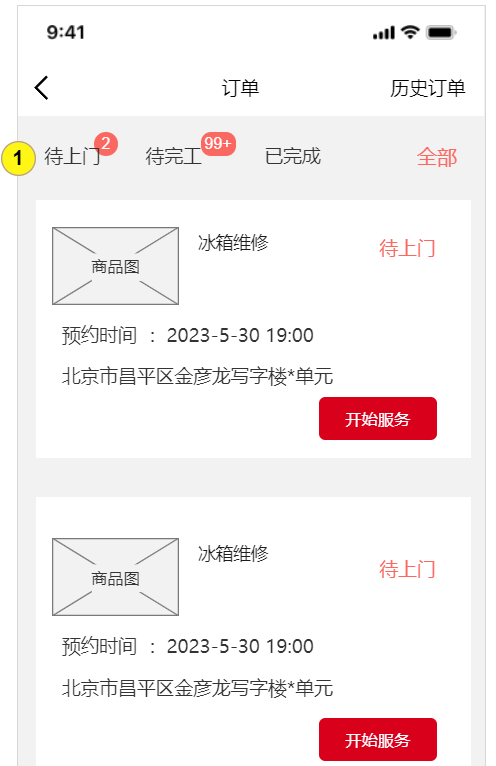 9:41
订单
历史订单
1
待上门
2
待完工
99+
已完成
全部
商品图
冰箱维修
待上门
预约时间 ：2023-5-30 19:00
北京市昌平区金彦龙写字楼*单元
开始服务
商品图
冰箱维修
待上门
预约时间 ：2023-5-30 19:00
北京市昌平区金彦龙写字楼*单元
开始服务